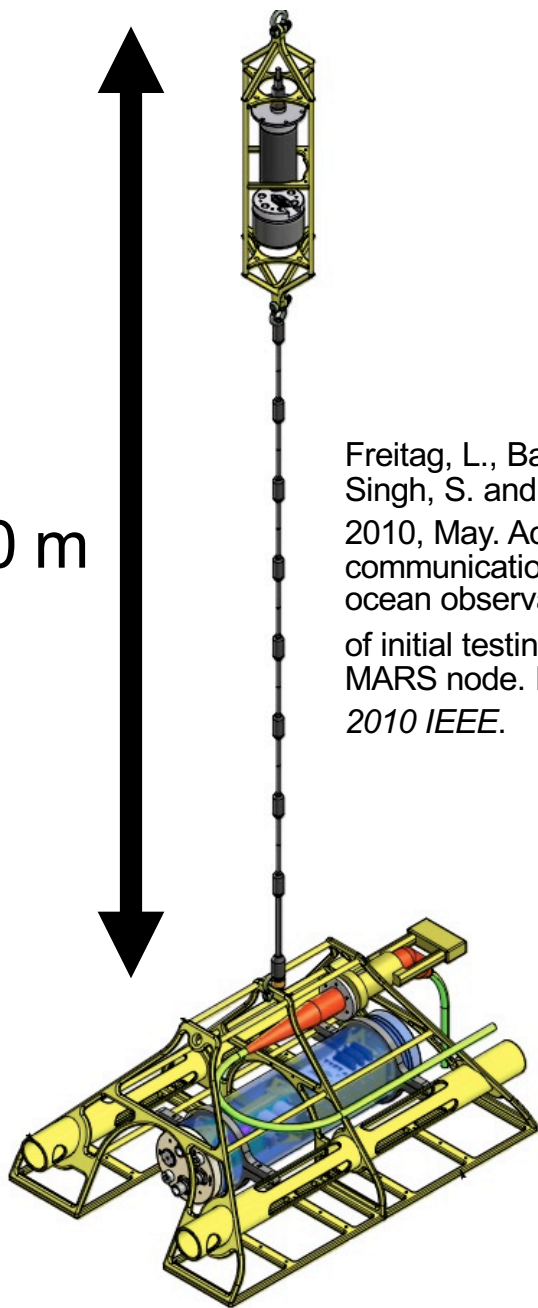 0 m
Freitag, L., Ba
Singh, S. and
2010, May. Ac
communicatio
ocean observa
of initial testin
MARS node. I
2010 IEEE.